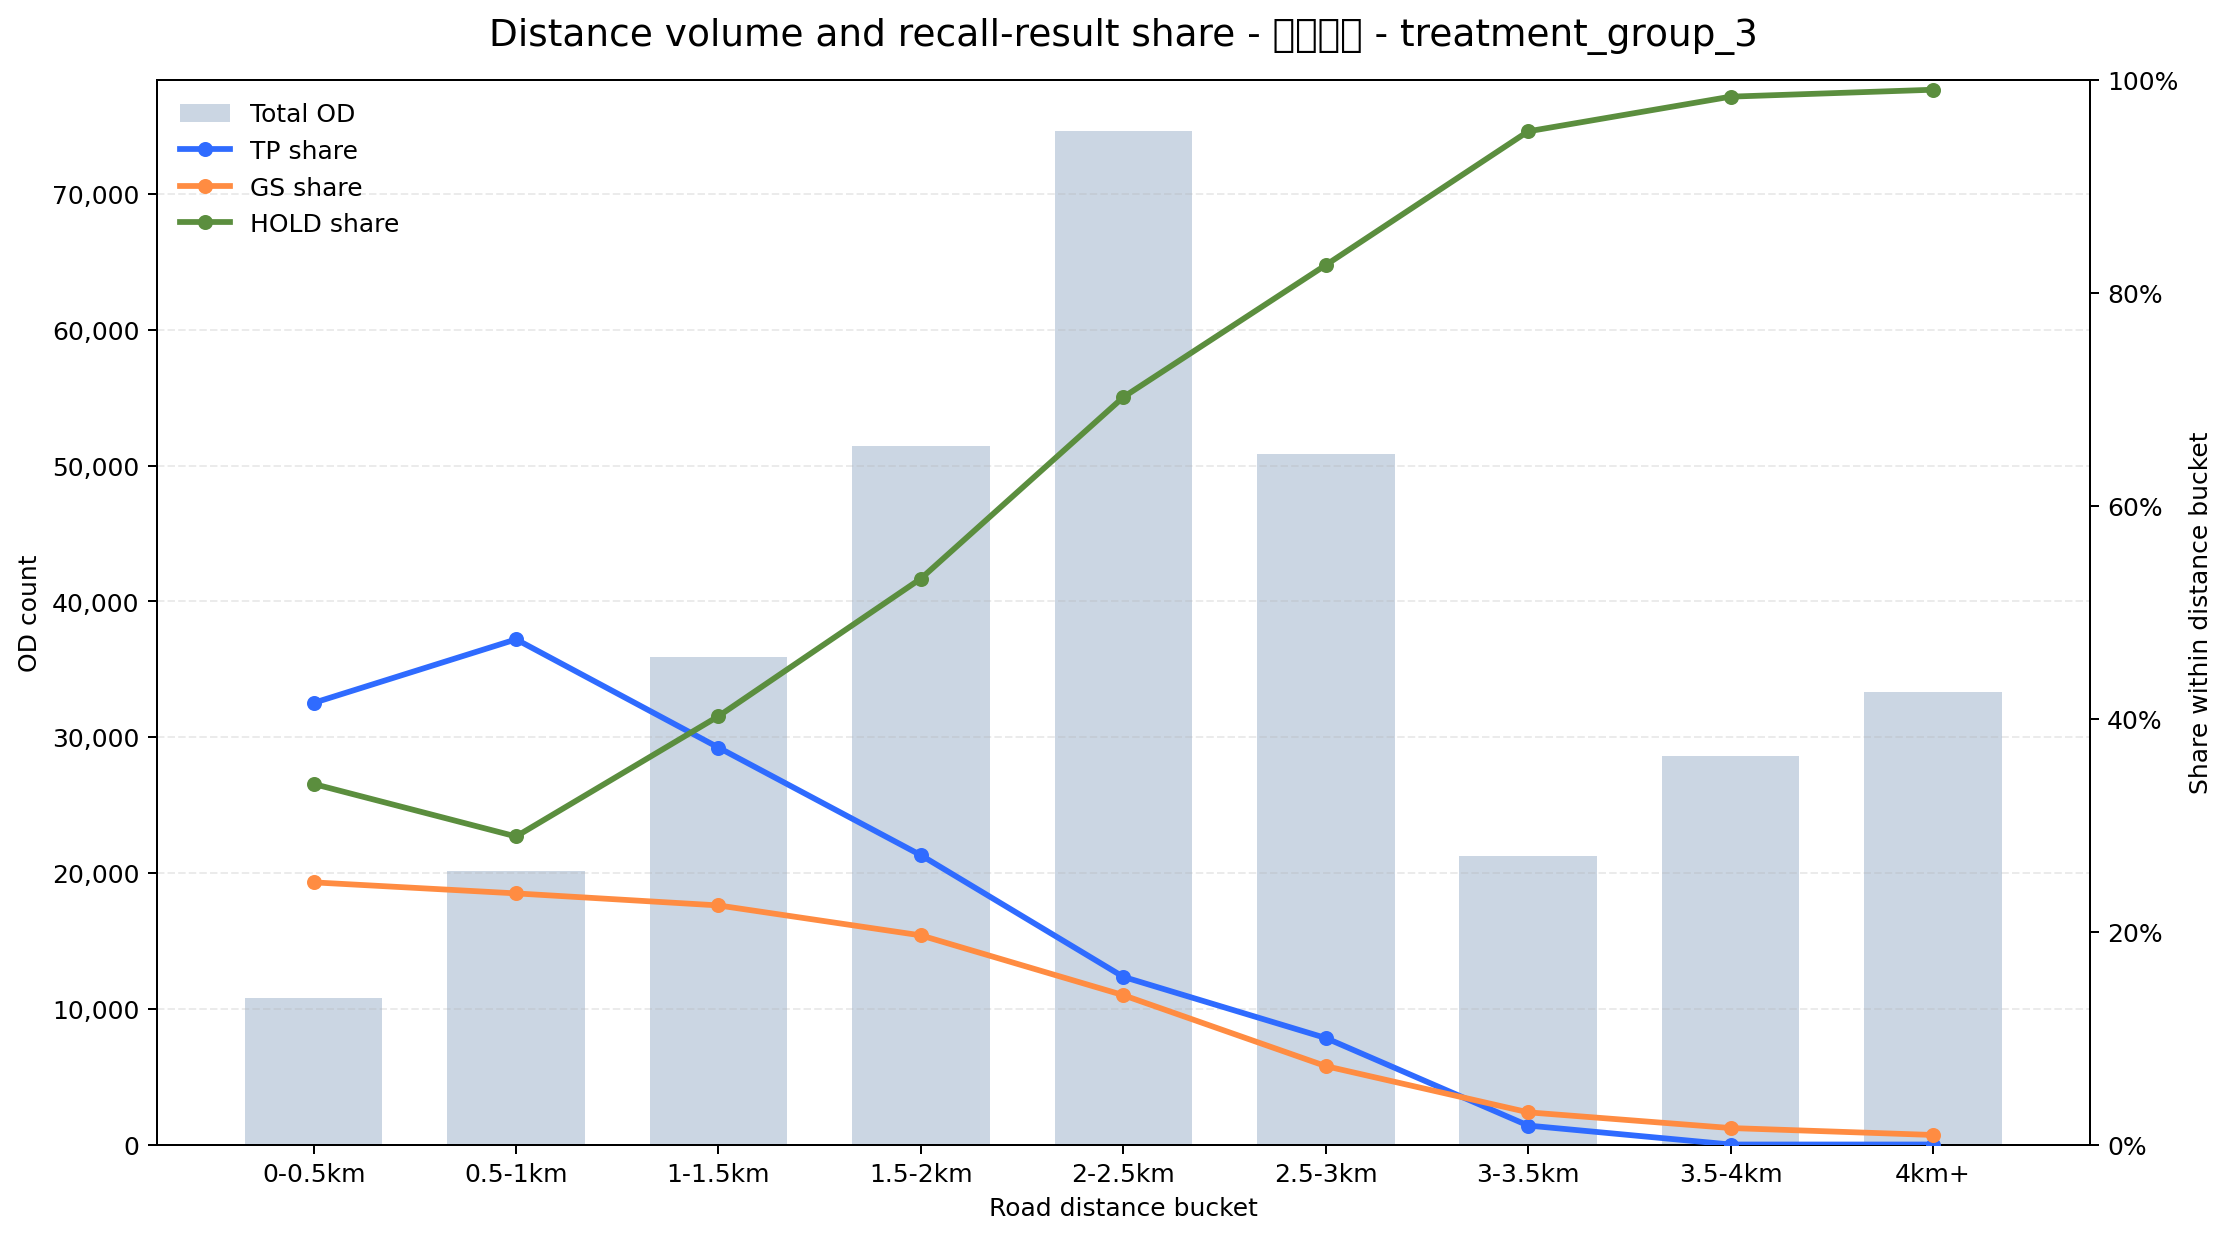 Distance volume and recall-result share - - treatment_group_3
Total OD
TP share
GS share
HOLD share
OD count
70,000
60,000
50,000
40,000
30,000
20,000
10,000
0
100%
80%
60%
40%
20%
0%
Share within distance bucket
0-0.5km
0.5-1km
1-1.5km
1.5-2km
2-2.5km
2.5-3km
3-3.5km
3.5-4km
4km+
Road distance bucket